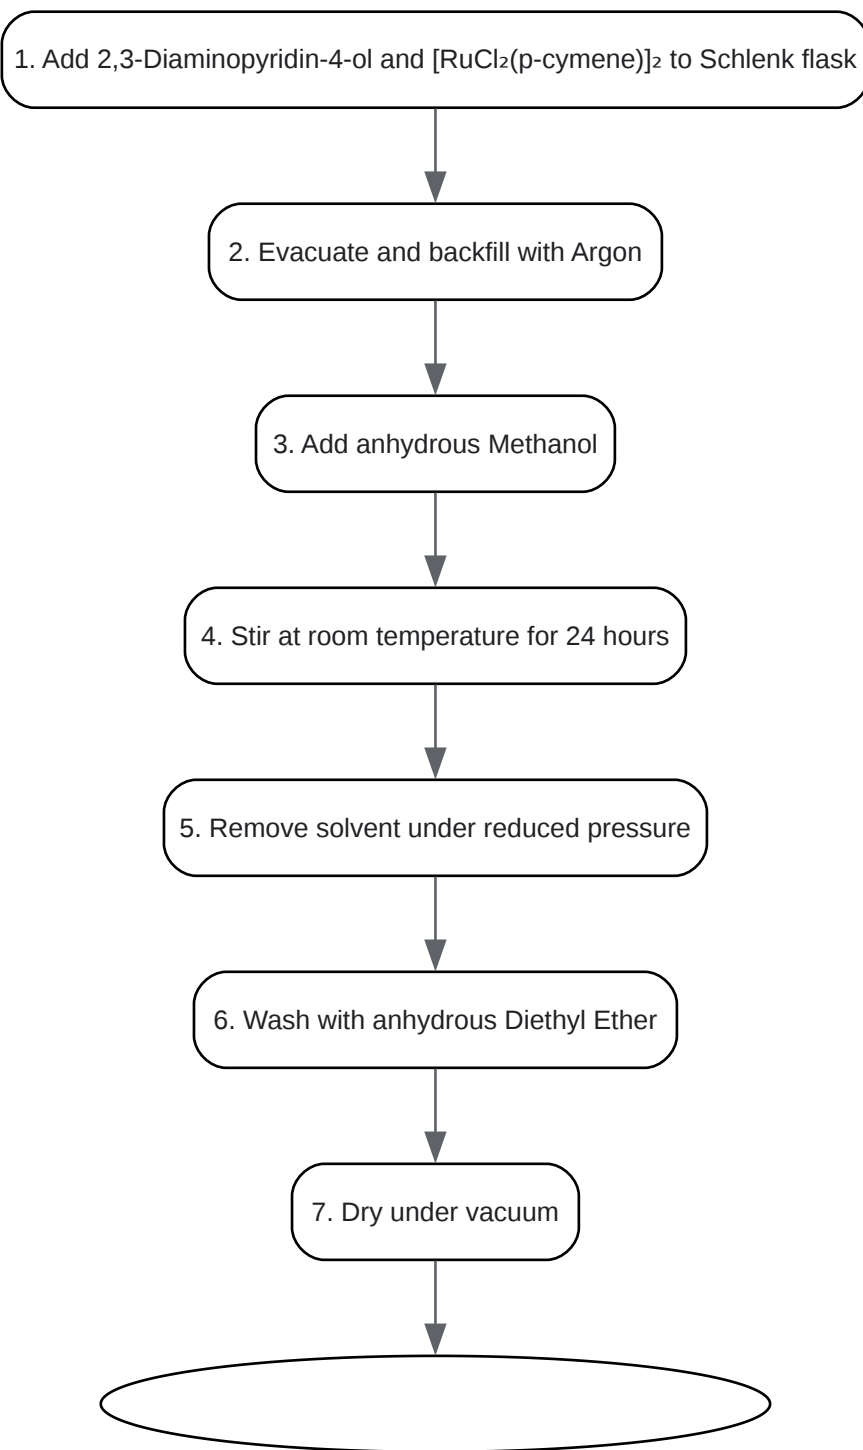 1. Add 2,3-Diaminopyridin-4-ol and [RuCl₂(p-cymene)]₂ to Schlenk flask
2. Evacuate and backfill with Argon
3. Add anhydrous Methanol
4. Stir at room temperature for 24 hours
5. Remove solvent under reduced pressure
6. Wash with anhydrous Diethyl Ether
7. Dry under vacuum